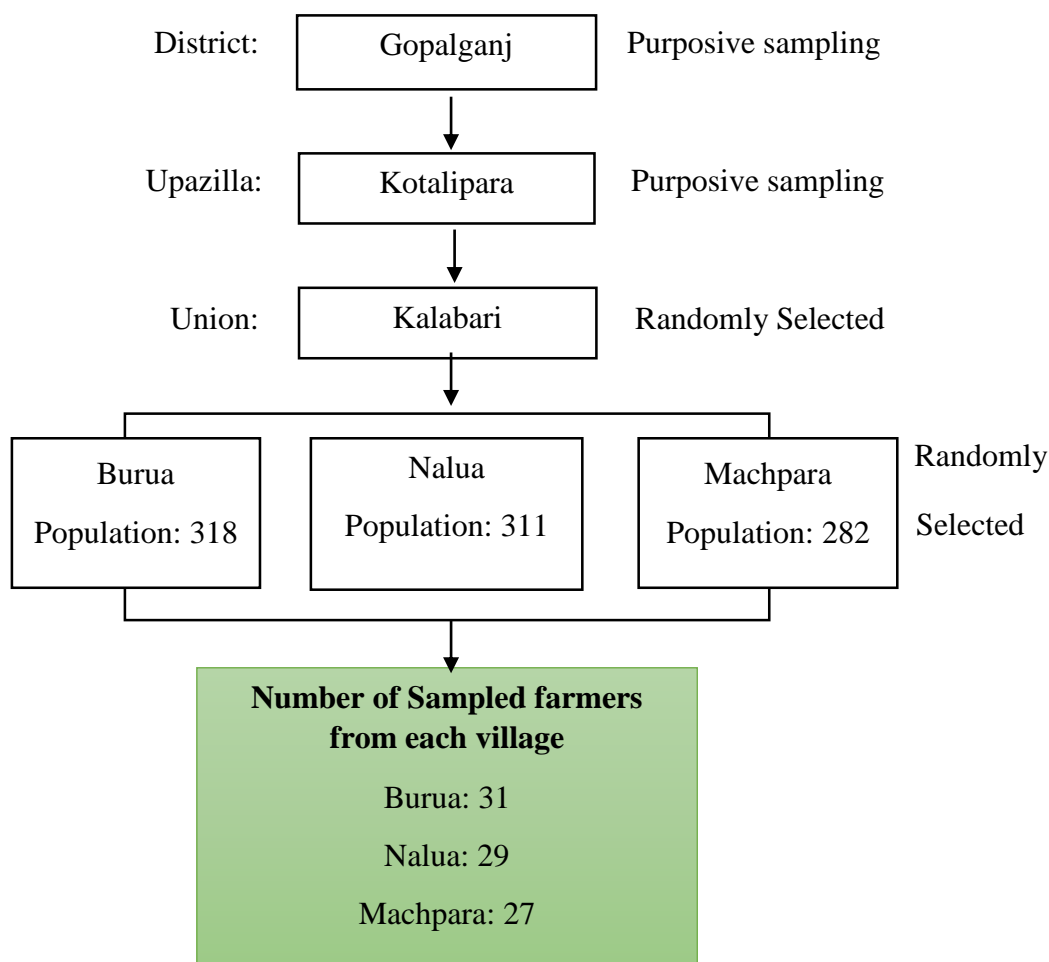 District: Gopalganj Purposive sampling
Upazilla: Kotalipara Purposive sampling
Union: Kalabari Randomly Selected
Burua
Population: 318
Nalua
Population: 311
Machpara
Population: 282
Randomly
Selected
Number of Sampled farmers
from each village
Burua: 31
Nalua: 29
Machpara: 27